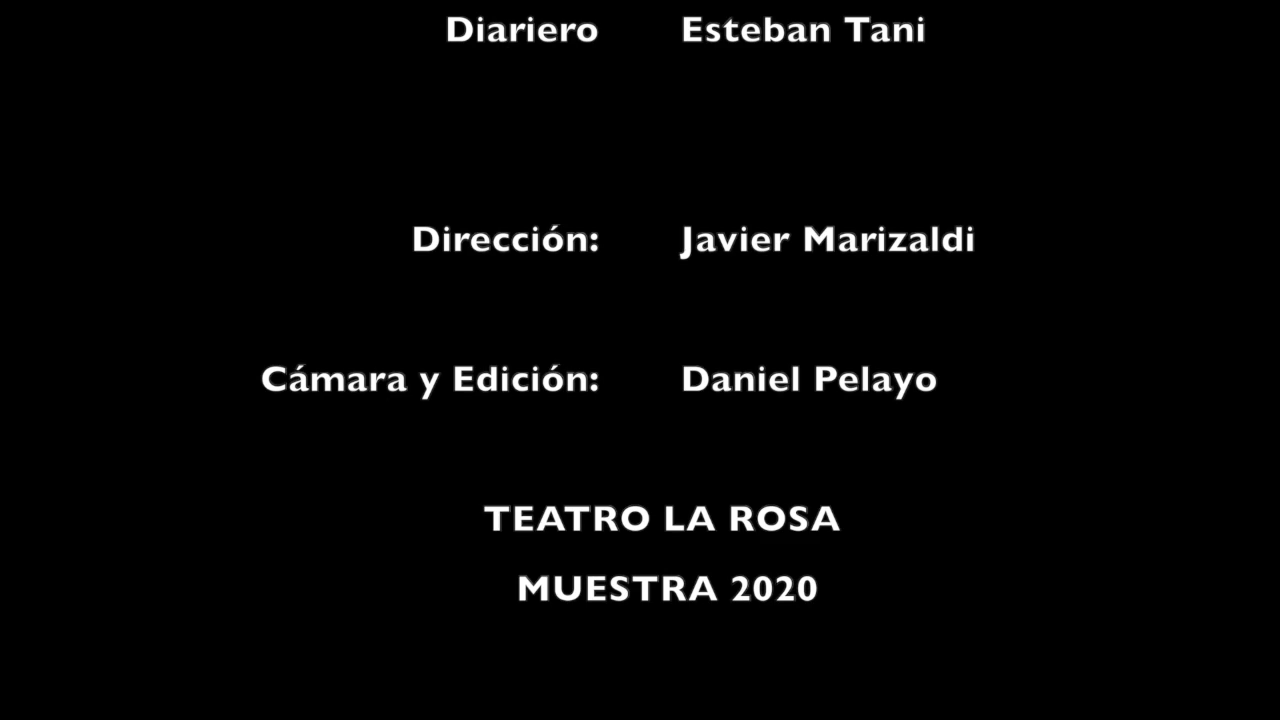 Diariero Esteban Tani
Dirección: Javier Marizaldi
Cámara y Edición: Daniel Pelayo
TEATRO LA ROSA
MUESTRA 2020